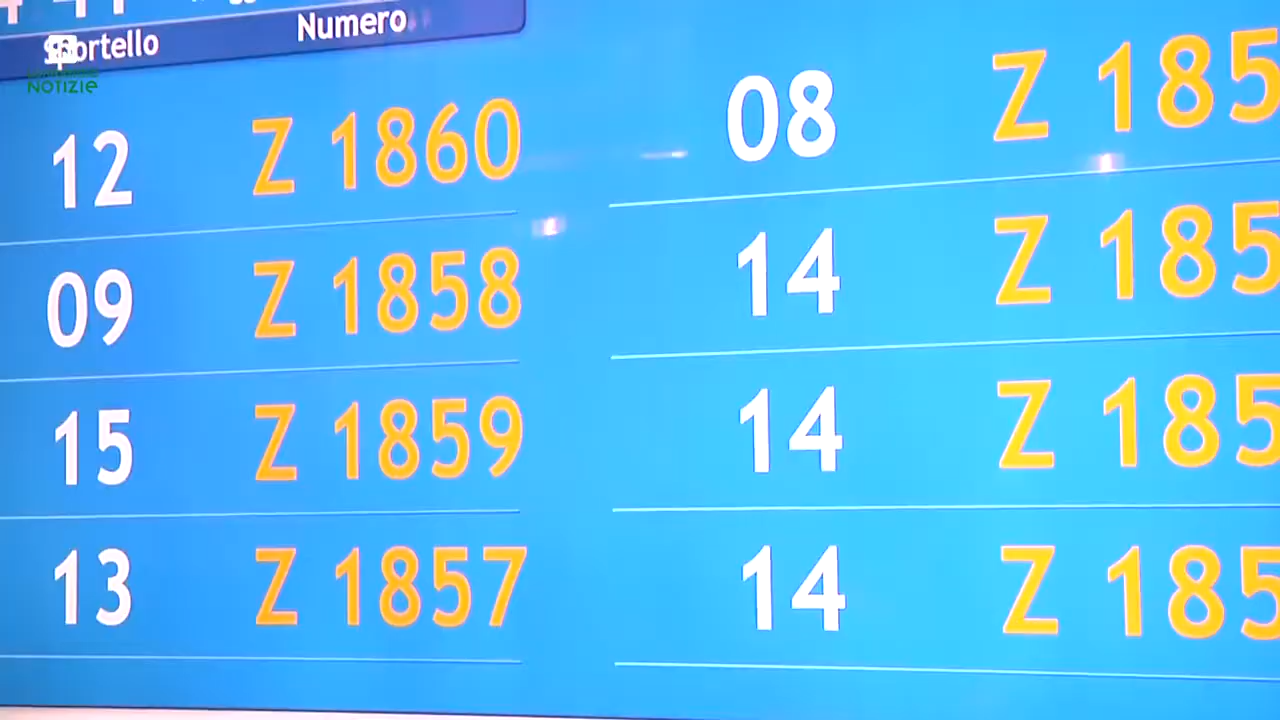 Sportello Numero
NOTIZIE
12 Z 1860
09 Z 1858
15 Z 1859
13 Z 1857
08 Z 185
14 Z 185
14 Z 185
14 Z 185